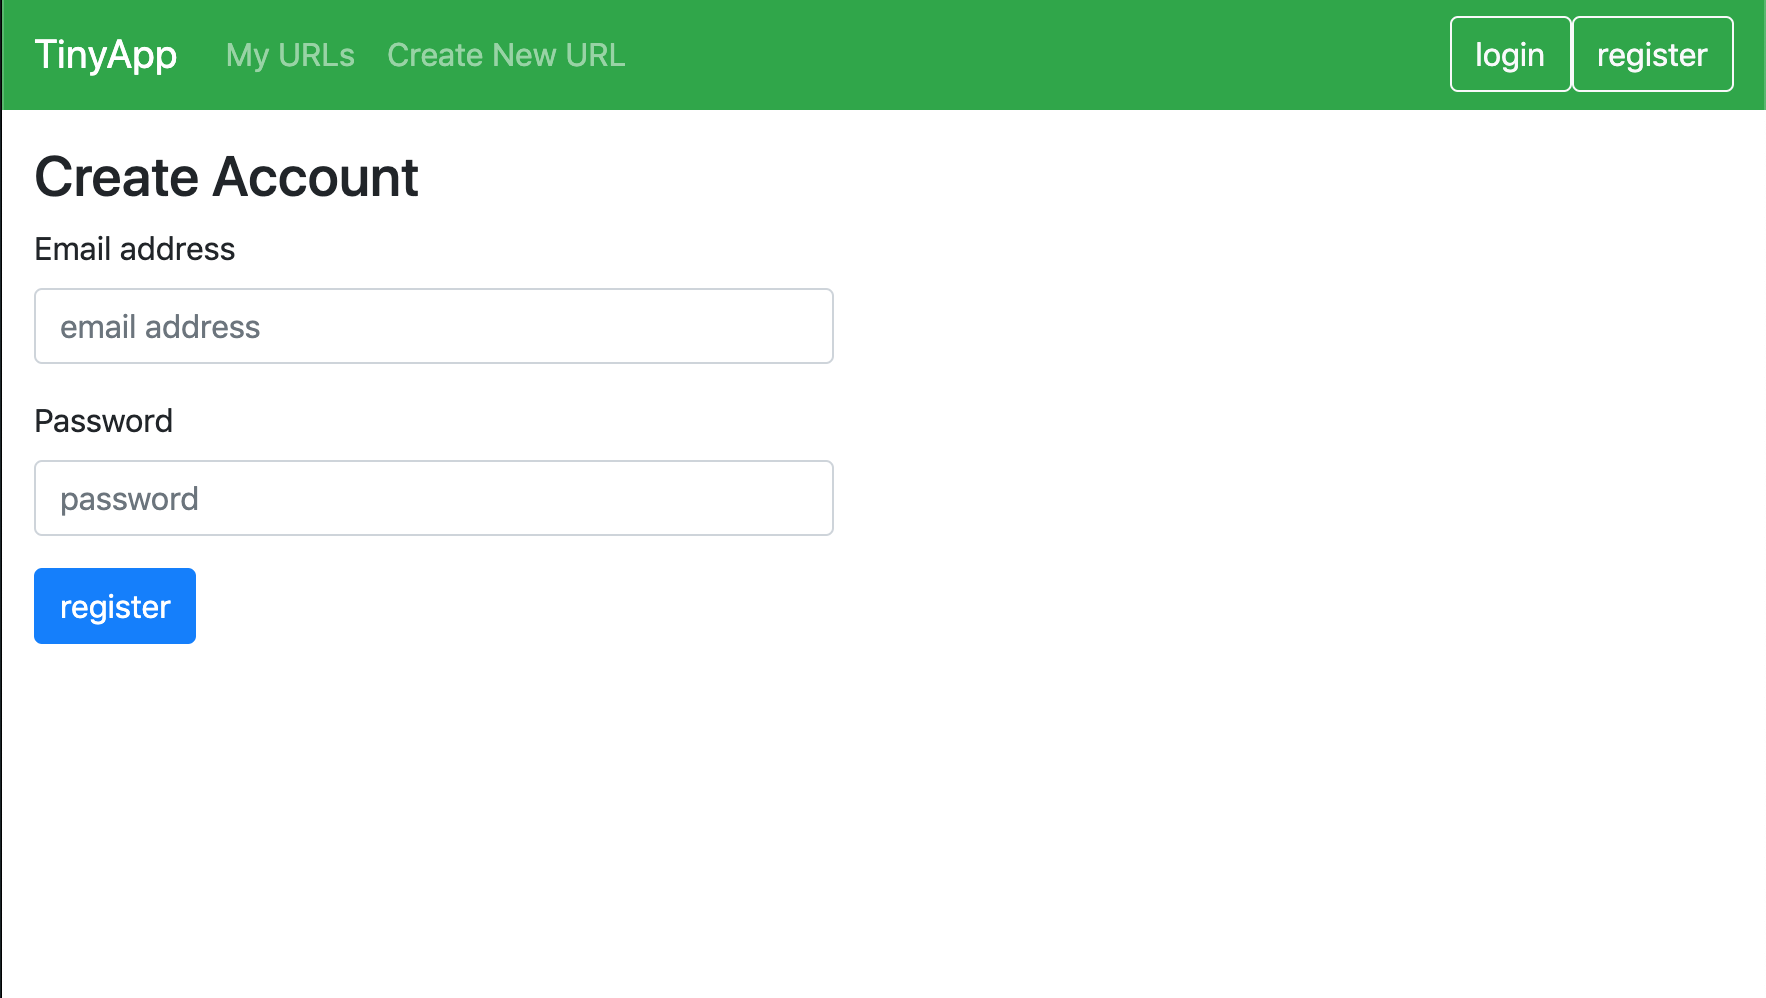 TinyApp My URLs Create New URL login register
Create Account
Email address
email address
Password
password
register